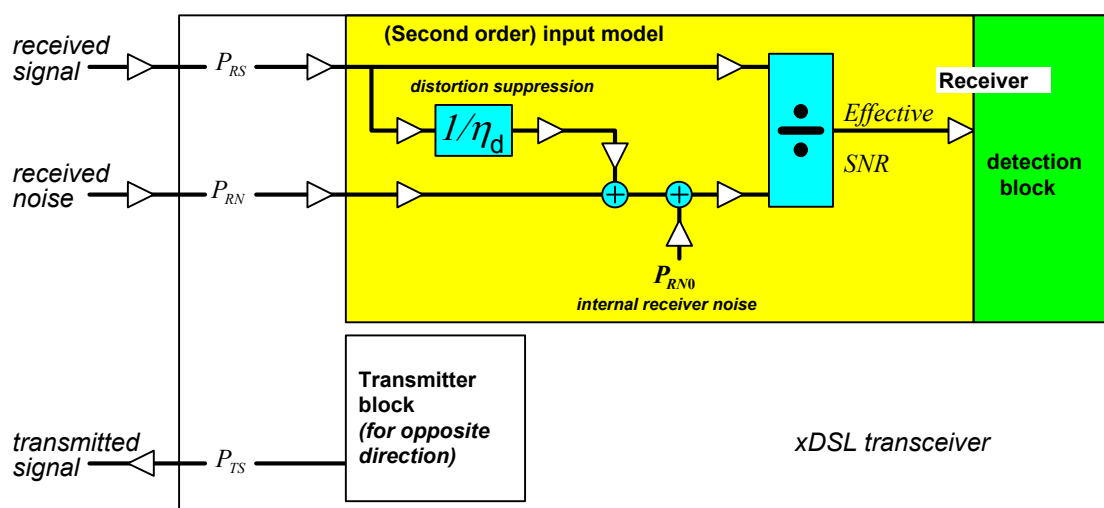 (Second order) input model
received
signal
P_RS
distortion suppression
1/η_d
÷
Effective
SNR
Receiver
detection
block
received
noise
P_RN
+
+
P_RN0
internal receiver noise
Transmitter
block
(for opposite
direction)
transmitted
signal
P_TS
xDSL transceiver